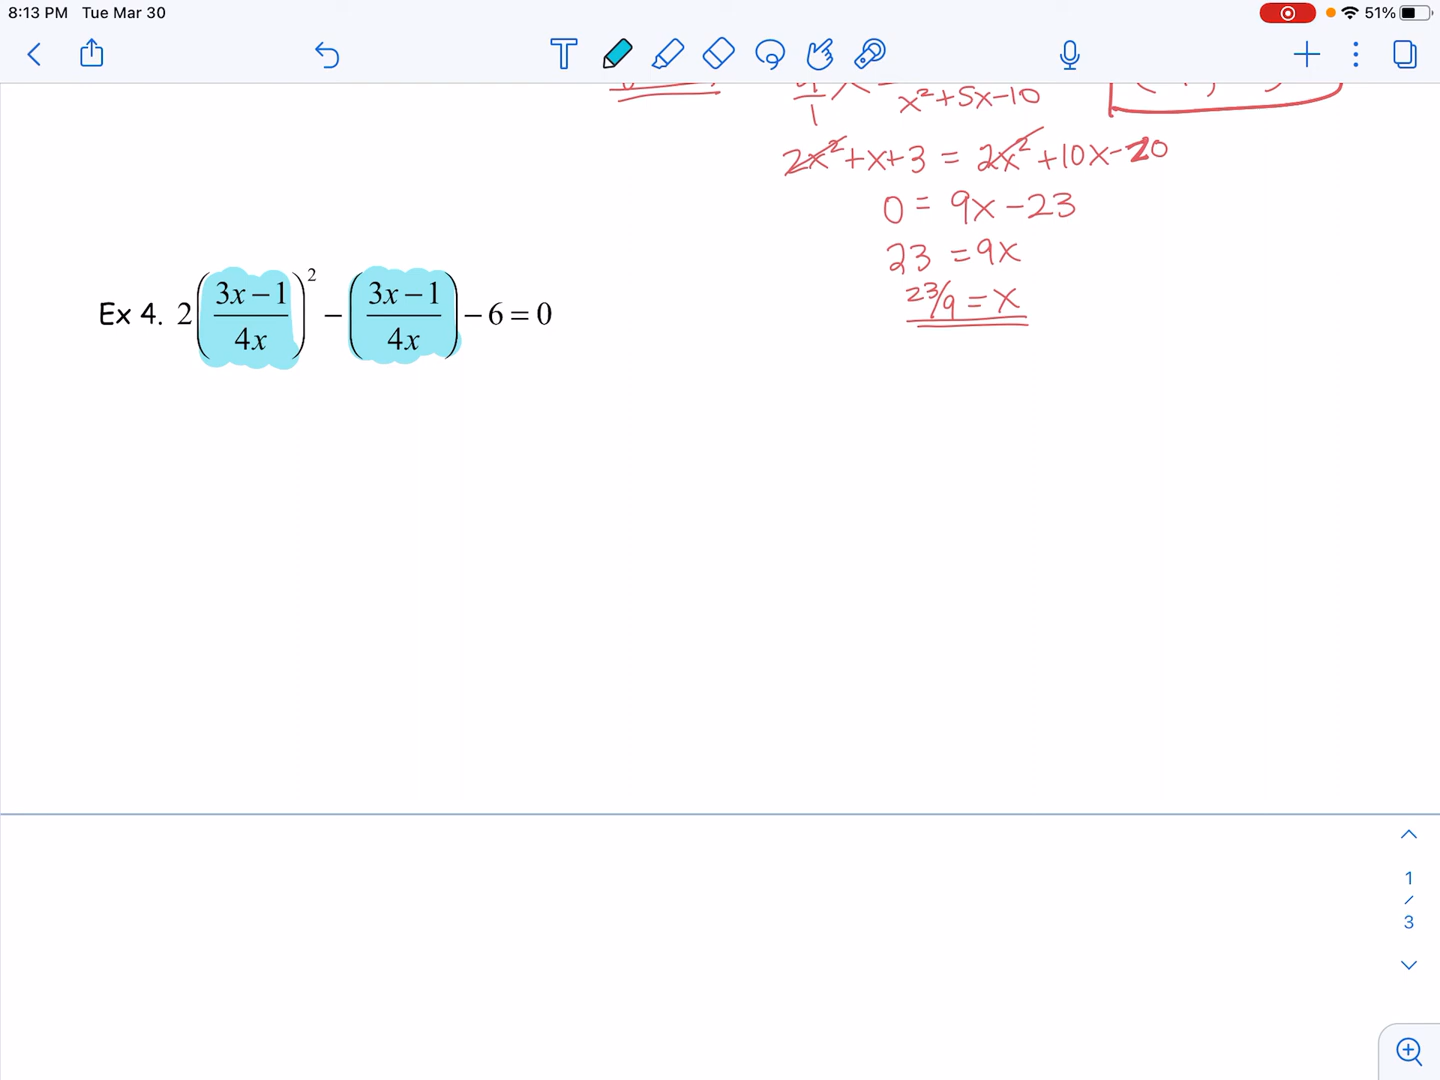 8:13 PM Tue Mar 30 51%
x²+5x-10
1
2x²+x+3 = 2x²+10x-20
0 = 9x-23
23 = 9x
23/9 = x
Ex 4. 2((3x-1)/(4x))² - ((3x-1)/(4x)) - 6 = 0
1
/
3